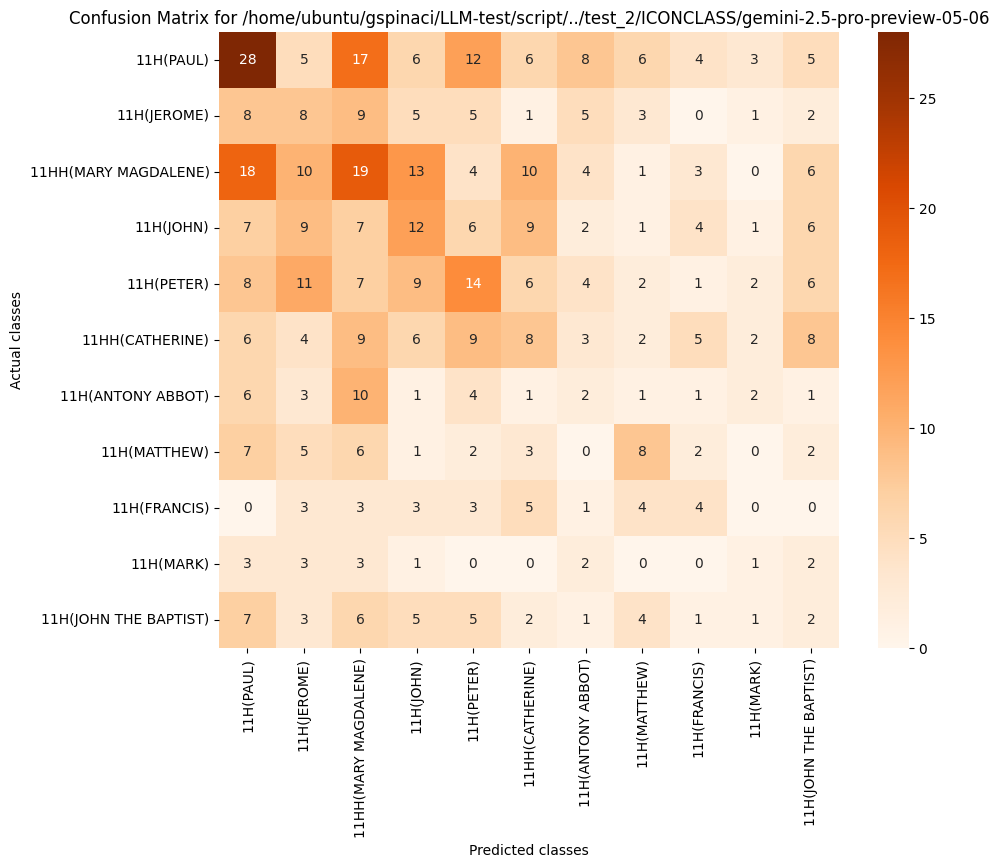 Confusion Matrix for /home/ubuntu/gspinaci/LLM-test/script/../test_2/ICONCLASS/gemini-2.5-pro-preview-05-06
Actual classes
11H(PAUL) 28 5 17 6 12 6 8 6 4 3 5
11H(JEROME) 8 8 9 5 5 1 5 3 0 1 2
11HH(MARY MAGDALENE) 18 10 19 13 4 10 4 1 3 0 6
11H(JOHN) 7 9 7 12 6 9 2 1 4 1 6
11H(PETER) 8 11 7 9 14 6 4 2 1 2 6
11HH(CATHERINE) 6 4 9 6 9 8 3 2 5 2 8
11H(ANTONY ABBOT) 6 3 10 1 4 1 2 1 1 2 1
11H(MATTHEW) 7 5 6 1 2 3 0 8 2 0 2
11H(FRANCIS) 0 3 3 3 3 5 1 4 4 0 0
11H(MARK) 3 3 3 1 0 0 2 0 0 1 2
11H(JOHN THE BAPTIST) 7 3 6 5 5 2 1 4 1 1 2
11H(PAUL)
11H(JEROME)
11HH(MARY MAGDALENE)
11H(JOHN)
11H(PETER)
11HH(CATHERINE)
11H(ANTONY ABBOT)
11H(MATTHEW)
11H(FRANCIS)
11H(MARK)
11H(JOHN THE BAPTIST)
Predicted classes
25
20
15
10
5
0